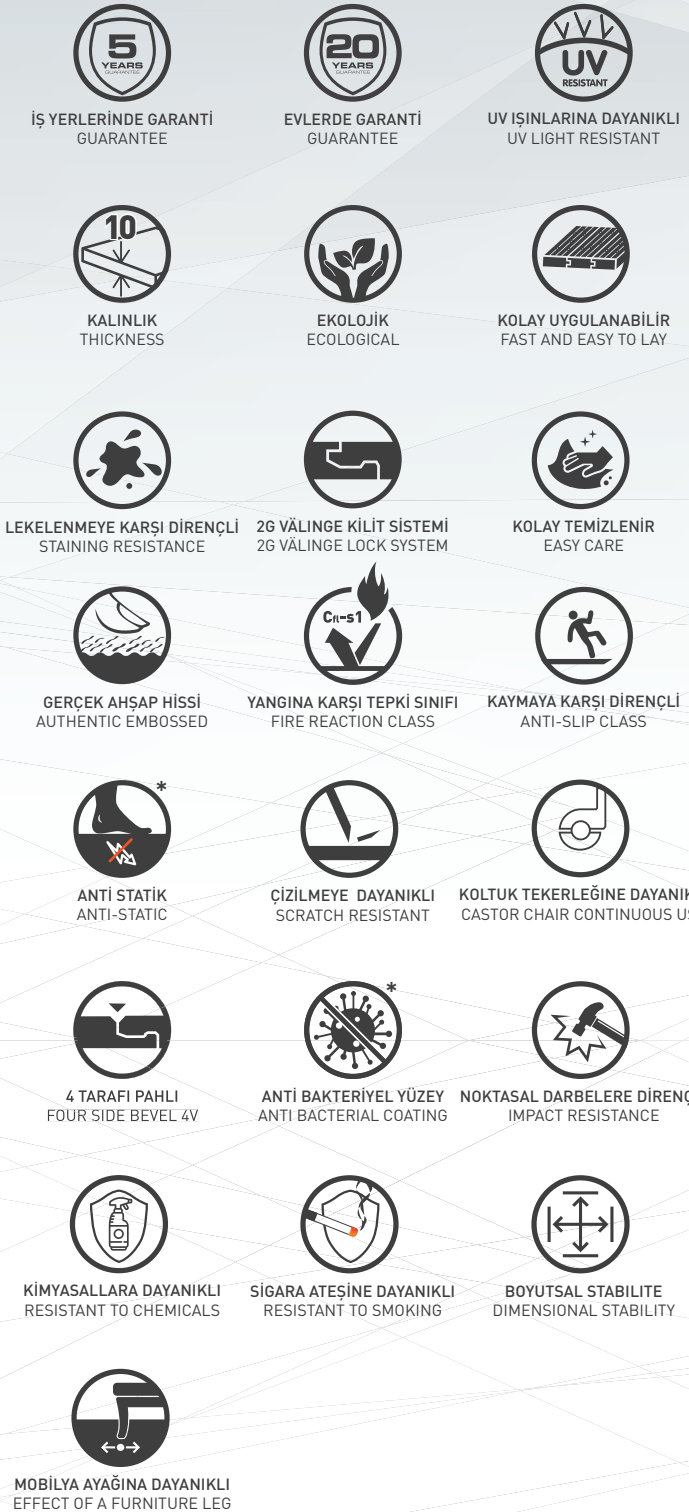 5
YEARS
GUARANTEE
İŞ YERLERİNDE GARANTİ
GUARANTEE
20
YEARS
GUARANTEE
EVLERDE GARANTİ
GUARANTEE
UV
RESISTANT
UV IŞINLARINA DAYANIKLI
UV LIGHT RESISTANT
10
KALINLIK
THICKNESS
EKOLOJİK
ECOLOGICAL
KOLAY UYGULANABİLİR
FAST AND EASY TO LAY
LEKELENMEYE KARŞI DİRENÇLİ
STAINING RESISTANCE
2G VÄLINGE KİLİT SİSTEMİ
2G VÄLINGE LOCK SYSTEM
KOLAY TEMİZLENİR
EASY CARE
GERÇEK AHŞAP HİSSİ
AUTHENTIC EMBOSSED
Cfl-s1
YANGINA KARŞI TEPKİ SINIFI
FIRE REACTION CLASS
KAYMAYA KARŞI DİRENÇLİ
ANTI-SLIP CLASS
*
ANTİ STATİK
ANTI-STATIC
ÇİZİLMEYE DAYANIKLI
SCRATCH RESISTANT
KOLTUK TEKERLEĞINE DAYANIK
CASTOR CHAIR CONTINUOUS US
4 TARAFI PAHLI
FOUR SIDE BEVEL 4V
*
ANTİ BAKTERİYEL YÜZEY
ANTI BACTERIAL COATING
NOKTASAL DARBELERE DİRENÇ
IMPACT RESISTANCE
KİMYASALLARA DAYANIKLI
RESISTANT TO CHEMICALS
SİGARA ATEŞİNE DAYANIKLI
RESISTANT TO SMOKING
BOYUTSAL STABILITE
DIMENSIONAL STABILITY
MOBİLYA AYAĞINA DAYANIKLI
EFFECT OF A FURNITURE LEG